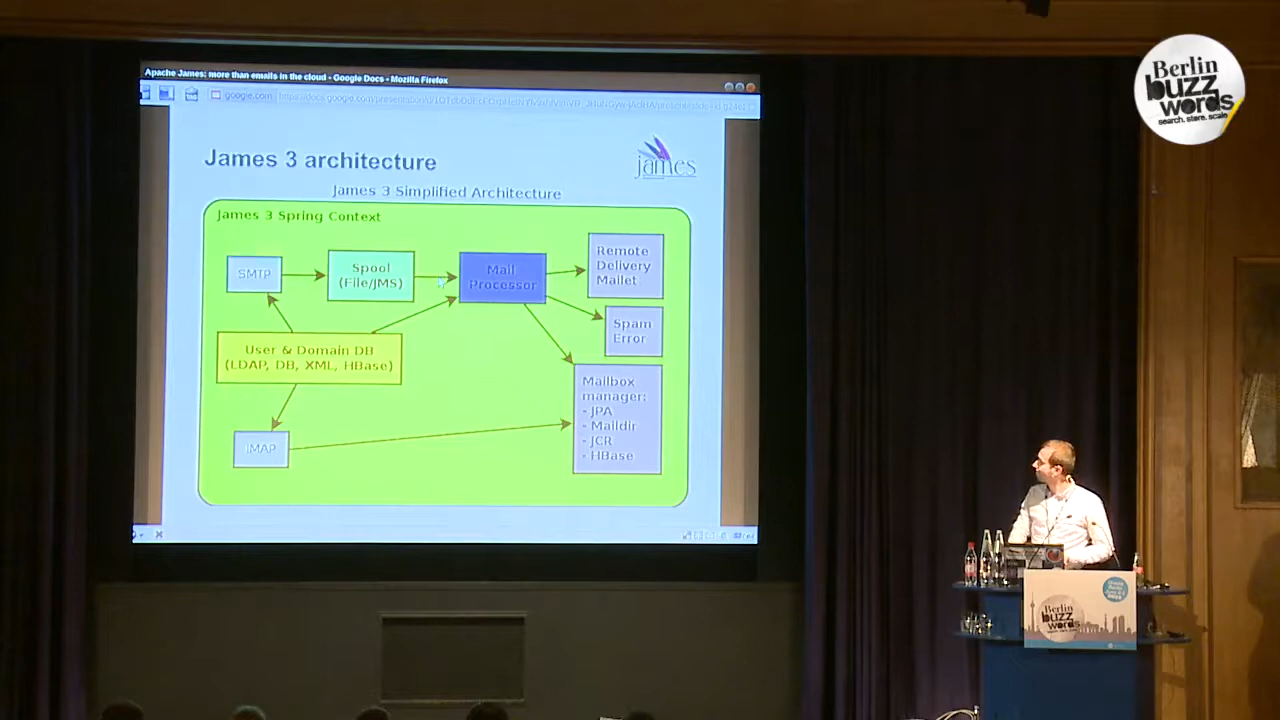 Apache James: more than emails in the cloud - Google Docs - Mozilla Firefox
google.com
James 3 architecture
james
James 3 Simplified Architecture
James 3 Spring Context
SMTP
Spool
(File/JMS)
Mail
Processor
Remote
Delivery
Mailet
Spam
Error
User & Domain DB
(LDAP, DB, XML, HBase)
Mailbox
manager:
- JPA
- Maildir
- JCR
- HBase
IMAP
Berlin
buzz
words
search. store. scale.
Berlin
buzz
words